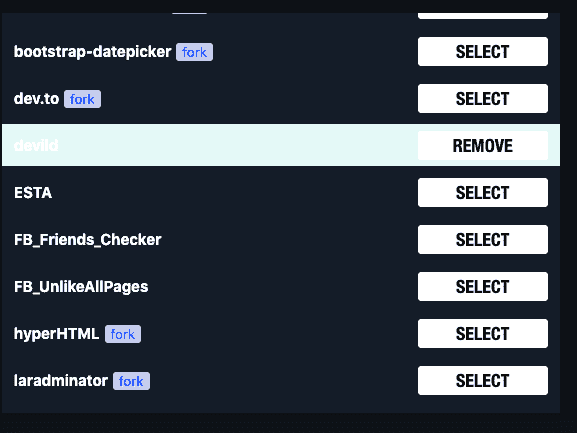 bootstrap-datepicker fork SELECT
dev.to fork SELECT
devild REMOVE
ESTA SELECT
FB_Friends_Checker SELECT
FB_UnlikeAllPages SELECT
hyperHTML fork SELECT
laradminator fork SELECT